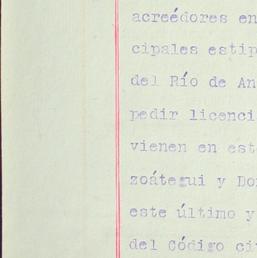 acreédores en
cipales estip
del Río de An
pedir licenci
vienen en est
zoátegui y Do
este último y
del Código ci